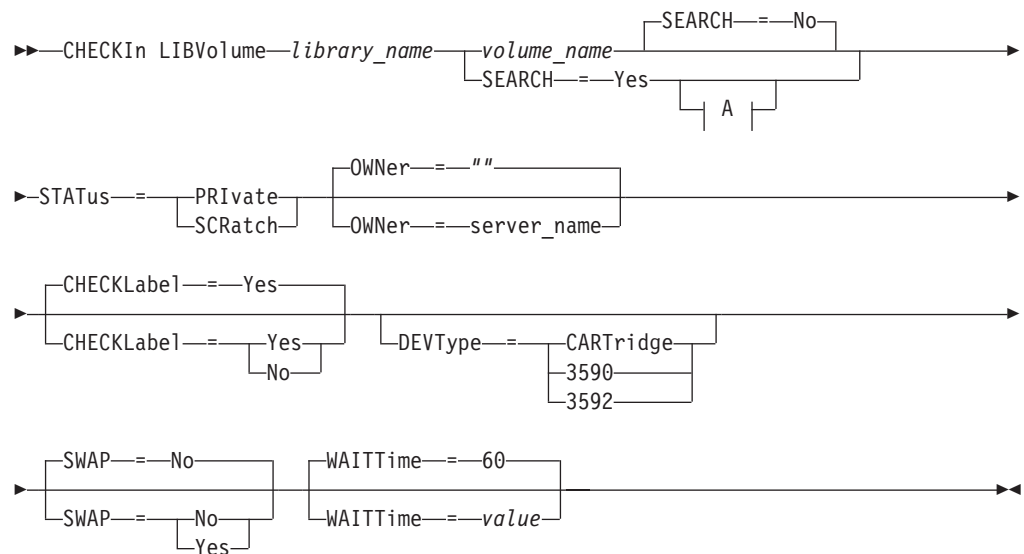 SEARCH = No
CHECKIn LIBVolume library_name volume_name
SEARCH = Yes
A
OWNer = ""
STATus = PRIvate
SCRatch OWNer = server_name
CHECKLabel = Yes
CHECKLabel = Yes DEVType = CARTridge
No 3590
3592
SWAP = No WAITTime = 60
SWAP = No WAITTime = value
Yes